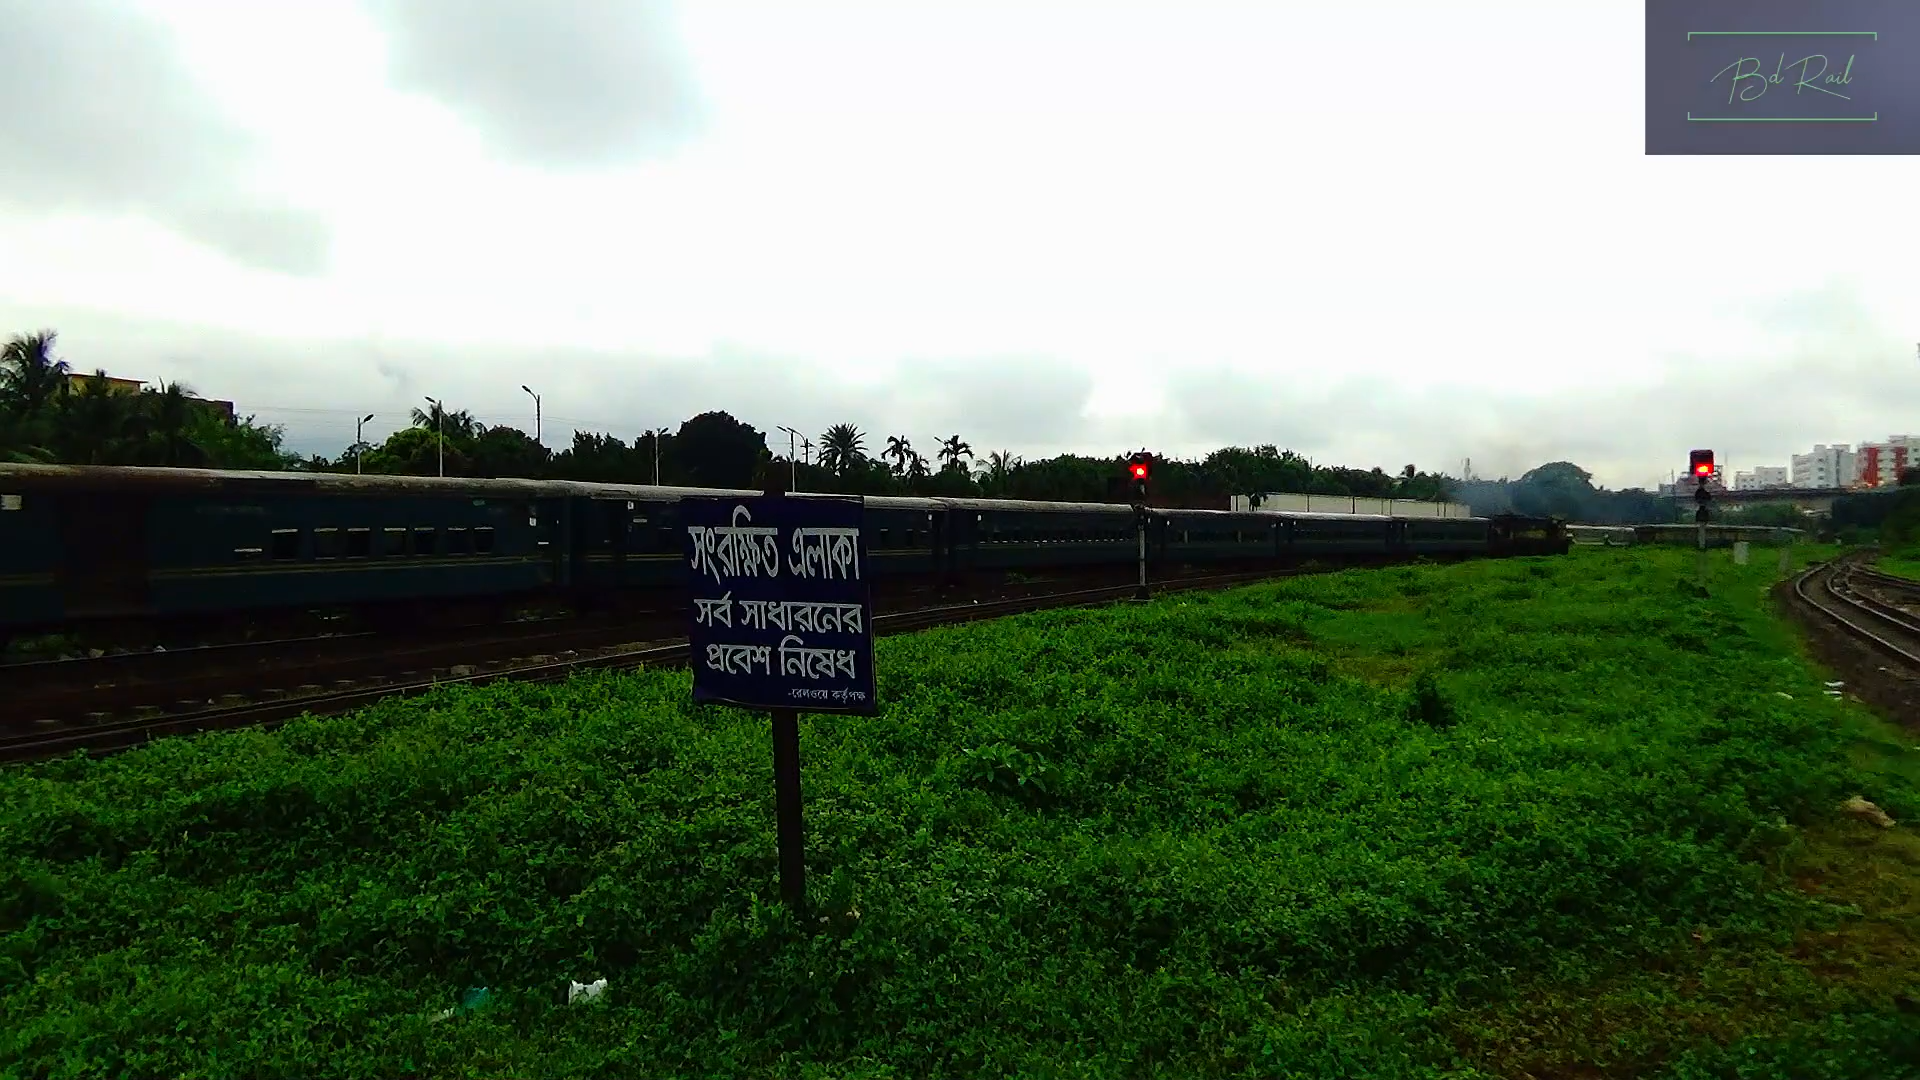 Bd Rail
সংরক্ষিত এলাকা
সর্ব সাধারনের
প্রবেশ নিষেধ
-রেলওয়ে কর্তৃপক্ষ